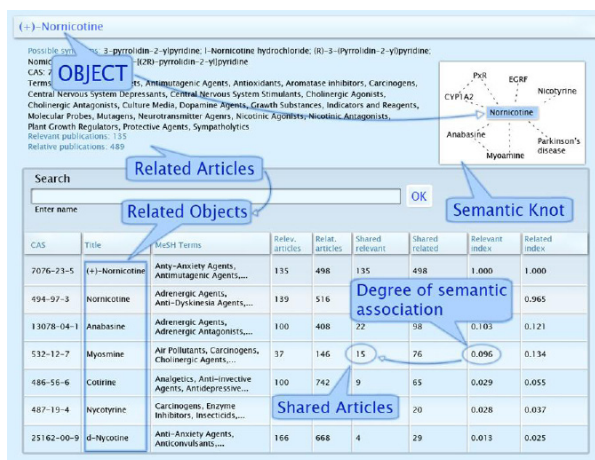 (+)-Nornicotine
Possible syn s: 3-pyrrolidin-2-ylpyridine; l-Nornicotine hydrochloride; (R)-3-(Pyrrolidin-2-yl)pyridine;
Nornic -[(2R)-pyrrolidin-2-yl]pyridine
CAS: 7
OBJECT
Terms ts, Antimutagenic Agents, Antioxidants, Aromatase inhibitors, Carcinogens,
Central Nervous System Depressants, Central Nervous System Stimulants, Cholinergic Agonists,
Cholinergic Antagonists, Culture Media, Dopamine Agents, Grawth Substances, Indicators and Reagents,
Molecular Probes, Mutagens, Neurotransmitter Agents, Nicotinic Agonists, Nicotinic Antagonists,
Plant Growth Regulators, Protective Agents, Sympatholytics
Relevant publications: 135
Relative publications: 489
PxR
EGRF
CYP1A2
Nicotyrine
Nornicotine
Anabasine
Parkinson's
disease
Myoamine
Semantic Knot
Related Articles
Search
OK
Enter name
Related Objects
CAS Title MeSH Terms Relev. articles Relat. articles Shared relevant Shared related Relevant index Related index
7076-23-5 (+)-Nornicotine Anty-Anxiety Agents, Antimutagenic Agents,... 135 498 135 498 1.000 1.000
494-97-3 Nornicotine Adrenergic Agents, Anti-Dyskinesia Agents,... 139 516 0.965
Degree of semantic
association
13078-04-1 Anabasine Adrenergic Agents, Adrenergic Antagonists,... 100 408 22 98 0.103 0.121
532-12-7 Myosmine Air Pollutants, Carcinogens, Cholinergic Agents,... 37 146 15 76 0.096 0.134
486-56-6 Cotirine Analgetics, Anti-invective Agents, Antidepressive... 100 742 9 65 0.029 0.055
Shared Articles
487-19-4 Nycotyrine Carcinogens, Enzyme Inhibitors, Insecticids,... 20 0.028 0.037
25162-00-9 d-Nycotine Anti-Anxiety Agents, Anticonvulsants,... 166 668 4 29 0.013 0.025